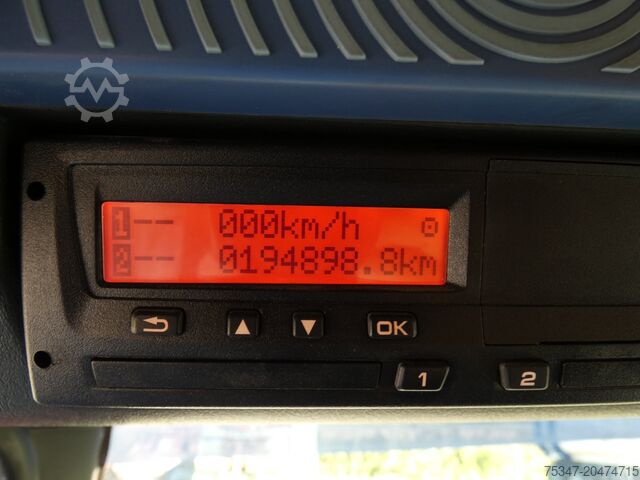 1 -- 000km/h
2 -- 0194898.8km
OK
1 2
75347-20474715